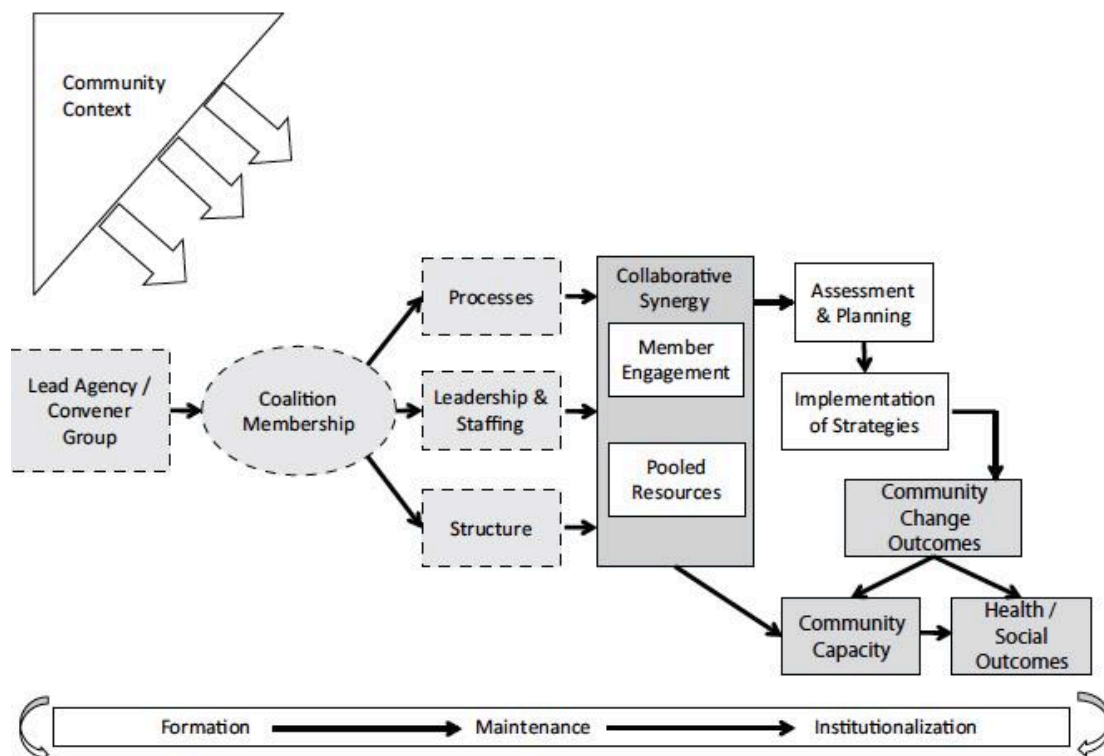 Community
Context
Lead Agency /
Convener
Group
Coalition
Membership
Processes
Leadership &
Staffing
Structure
Collaborative
Synergy
Member
Engagement
Pooled
Resources
Assessment
& Planning
Implementation
of Strategies
Community
Change
Outcomes
Community
Capacity
Health /
Social
Outcomes
Formation Maintenance Institutionalization